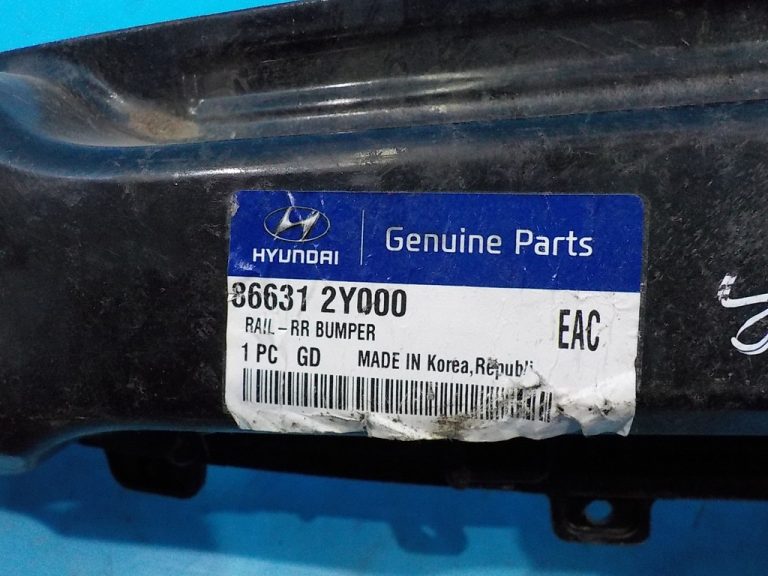 HYUNDAI
Genuine Parts
86631 2Y000
RAIL-RR BUMPER
EAC
1 PC GD MADE IN Korea,Republi